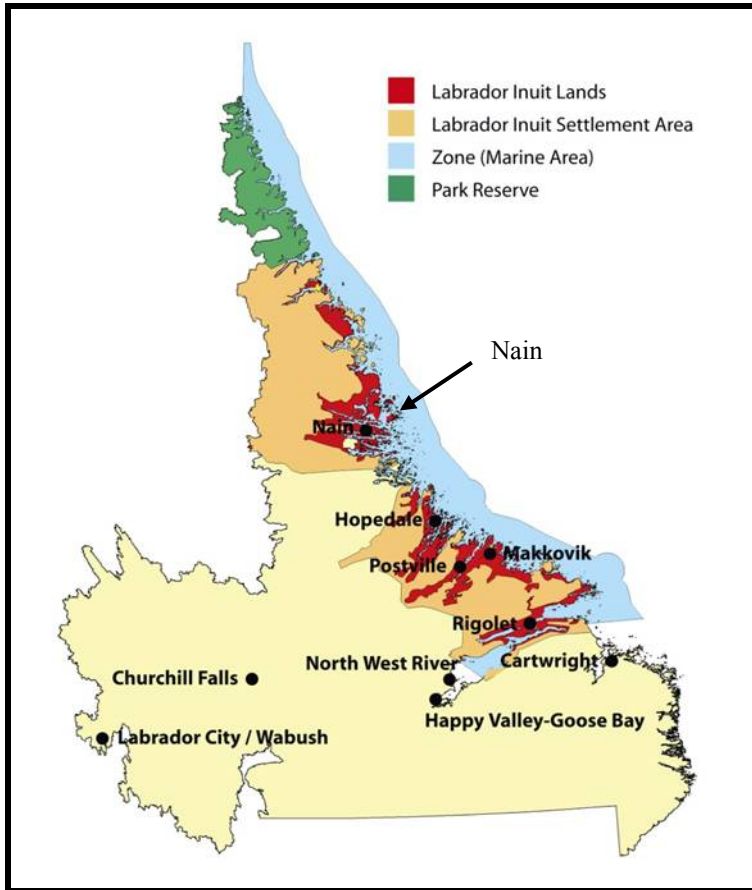 Labrador Inuit Lands
Labrador Inuit Settlement Area
Zone (Marine Area)
Park Reserve
Nain
Nain
Hopedale
Makkovik
Postville
Rigolet
North West River
Cartwright
Churchill Falls
Happy Valley-Goose Bay
Labrador City / Wabush